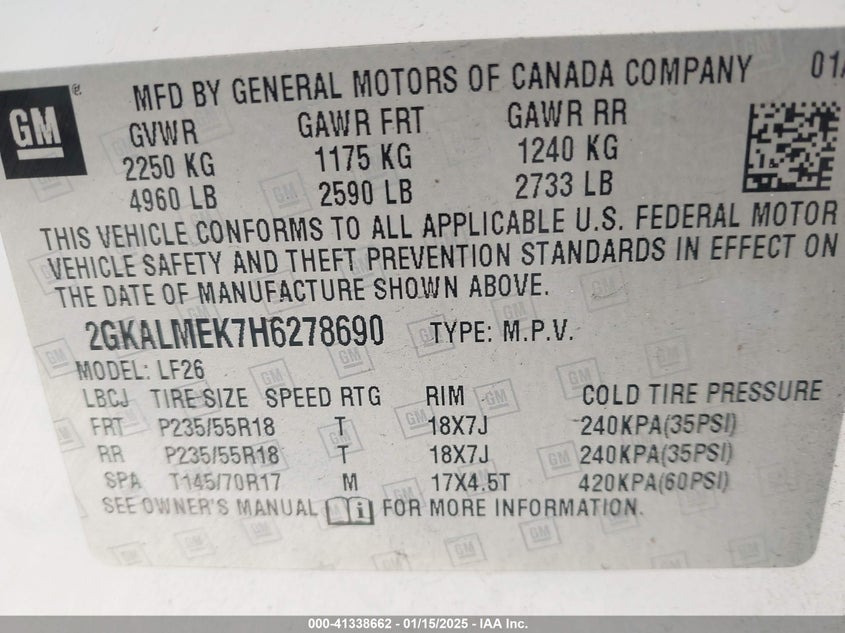 GM ® MFD BY GENERAL MOTORS OF CANADA COMPANY 01/
GVWR GAWR FRT GAWR RR
2250 KG 1175 KG 1240 KG
4960 LB 2590 LB 2733 LB
THIS VEHICLE CONFORMS TO ALL APPLICABLE U.S. FEDERAL MOTOR
VEHICLE SAFETY AND THEFT PREVENTION STANDARDS IN EFFECT ON
THE DATE OF MANUFACTURE SHOWN ABOVE.
2GKALMEK7H6278690 TYPE: M.P.V.
MODEL: LF26
LBCJ TIRE SIZE SPEED RTG RIM COLD TIRE PRESSURE
FRT P235/55R18 T 18X7J 240KPA(35PSI)
RR P235/55R18 T 18X7J 240KPA(35PSI)
SPA T145/70R17 M 17X4.5T 420KPA(60PSI)
SEE OWNER'S MANUAL i FOR MORE INFORMATION.
000-41338662 - 01/15/2025 - IAA Inc.